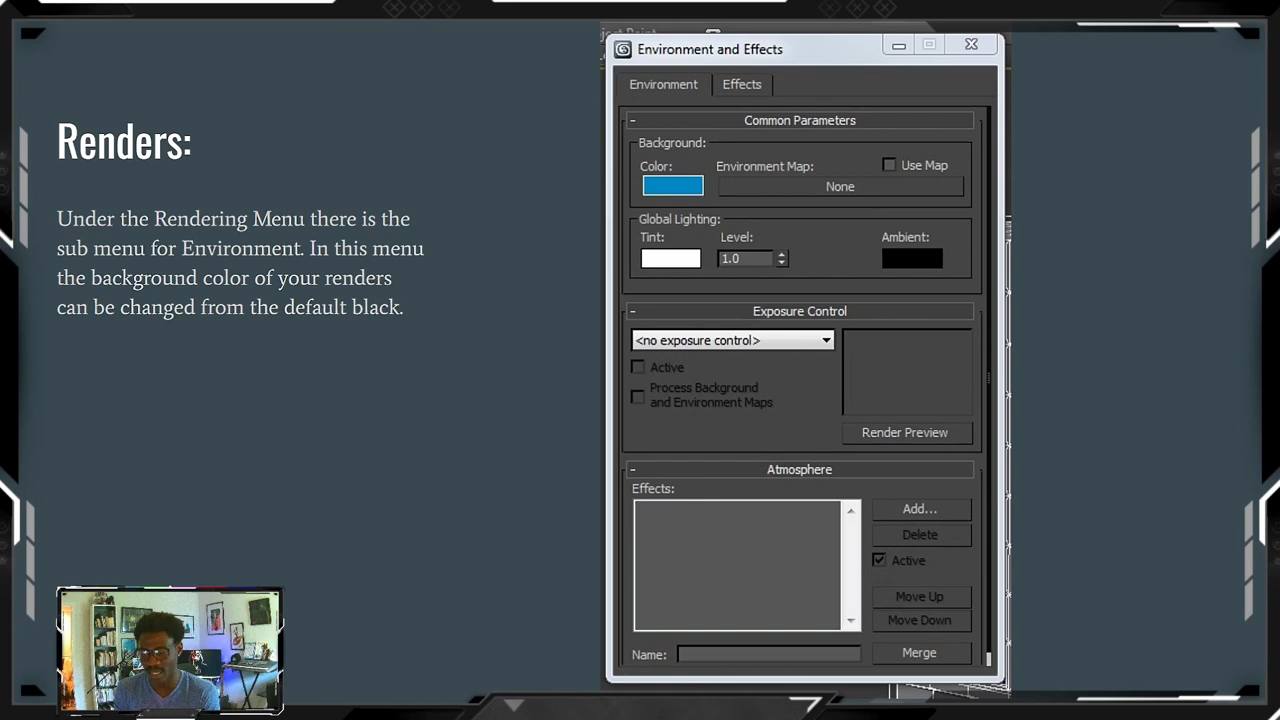 Renders:
Under the Rendering Menu there is the
sub menu for Environment. In this menu
the background color of your renders
can be changed from the default black.
Environment and Effects
Environment
Effects
Common Parameters
Background:
Color:
Environment Map:
Use Map
None
Global Lighting:
Tint:
Level:
Ambient:
1.0
Exposure Control
<no exposure control>
Active
Process Background
and Environment Maps
Render Preview
Atmosphere
Effects:
Add...
Delete
Active
Move Up
Move Down
Name:
Merge